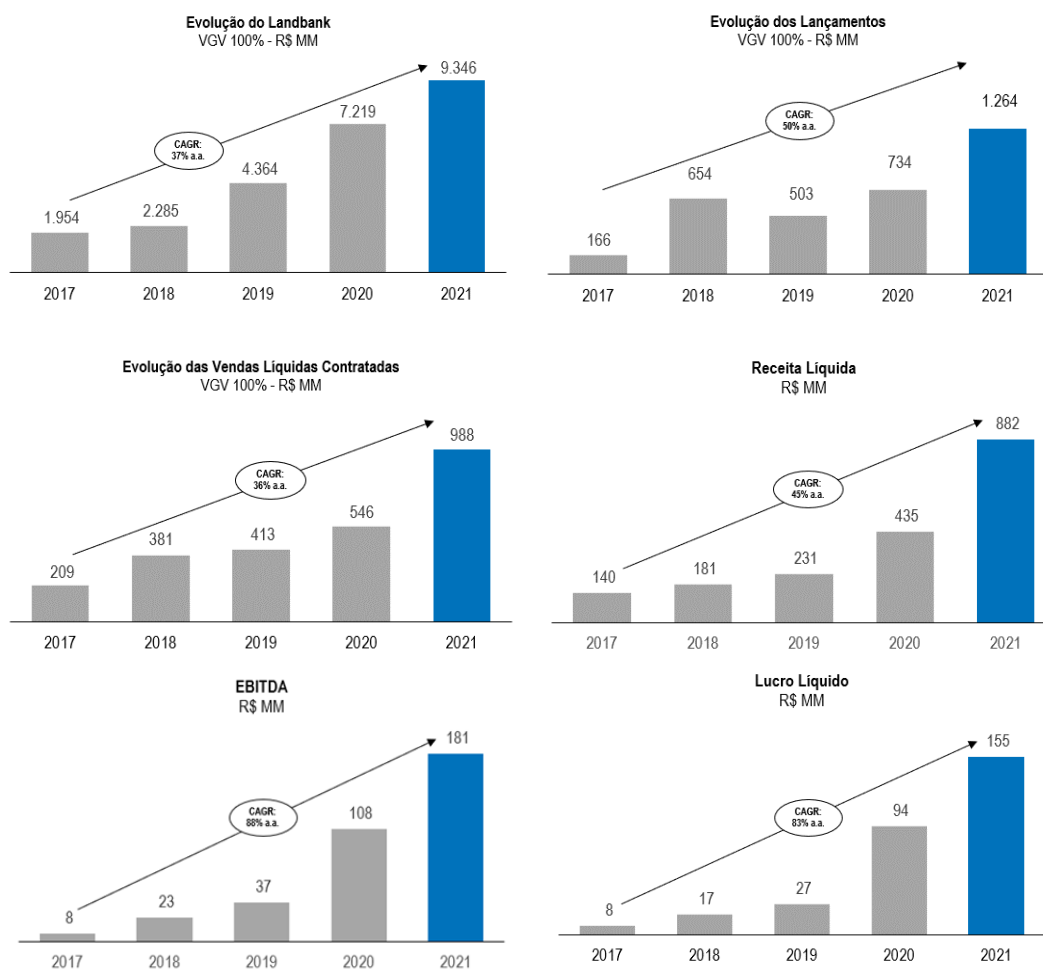 Evolução do Landbank
VGV 100% - R$ MM
9.346
7.219
CAGR:
37% a.a.
4.364
1.954
2.285
2017 2018 2019 2020 2021
Evolução dos Lançamentos
VGV 100% - R$ MM
1.264
CAGR:
50% a.a.
734
654
503
166
2017 2018 2019 2020 2021
Evolução das Vendas Líquidas Contratadas
VGV 100% - R$ MM
988
CAGR:
36% a.a.
546
413
381
209
2017 2018 2019 2020 2021
Receita Líquida
R$ MM
882
CAGR:
45% a.a.
435
231
181
140
2017 2018 2019 2020 2021
EBITDA
R$ MM
181
CAGR:
88% a.a.
108
37
23
8
2017 2018 2019 2020 2021
Lucro Líquido
R$ MM
155
CAGR:
83% a.a.
94
27
17
8
2017 2018 2019 2020 2021